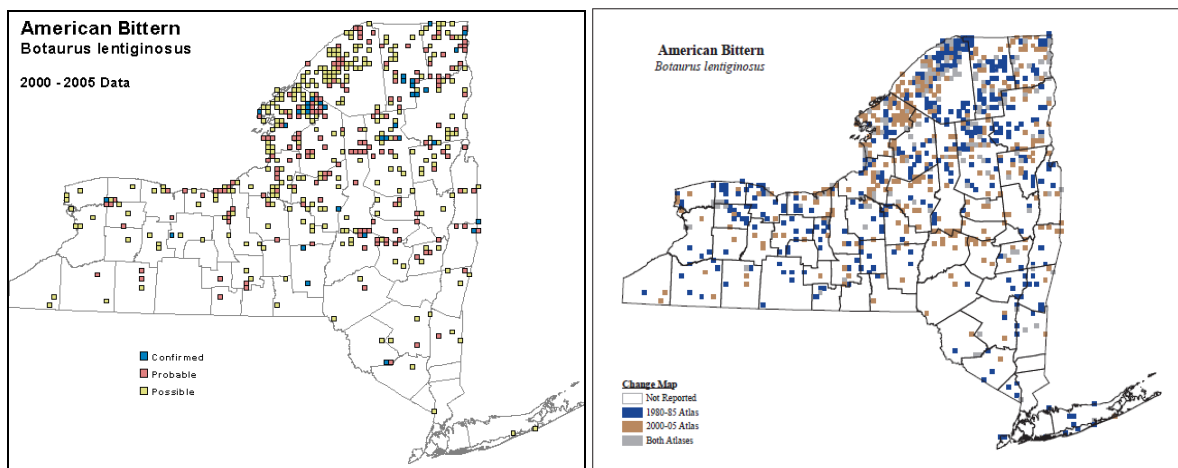 American Bittern
Botaurus lentiginosus
2000 - 2005 Data
Confirmed
Probable
Possible
American Bittern
Botaurus lentiginosus
Change Map
Not Reported
1980-85 Atlas
2000-05 Atlas
Both Atlases